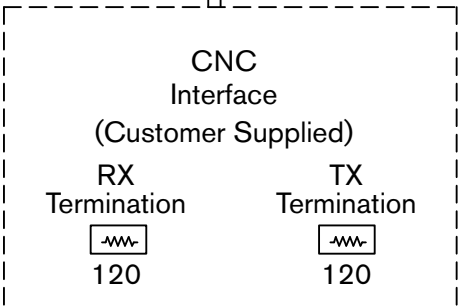 CNC
Interface
(Customer Supplied)
RX TX
Termination Termination
120 120